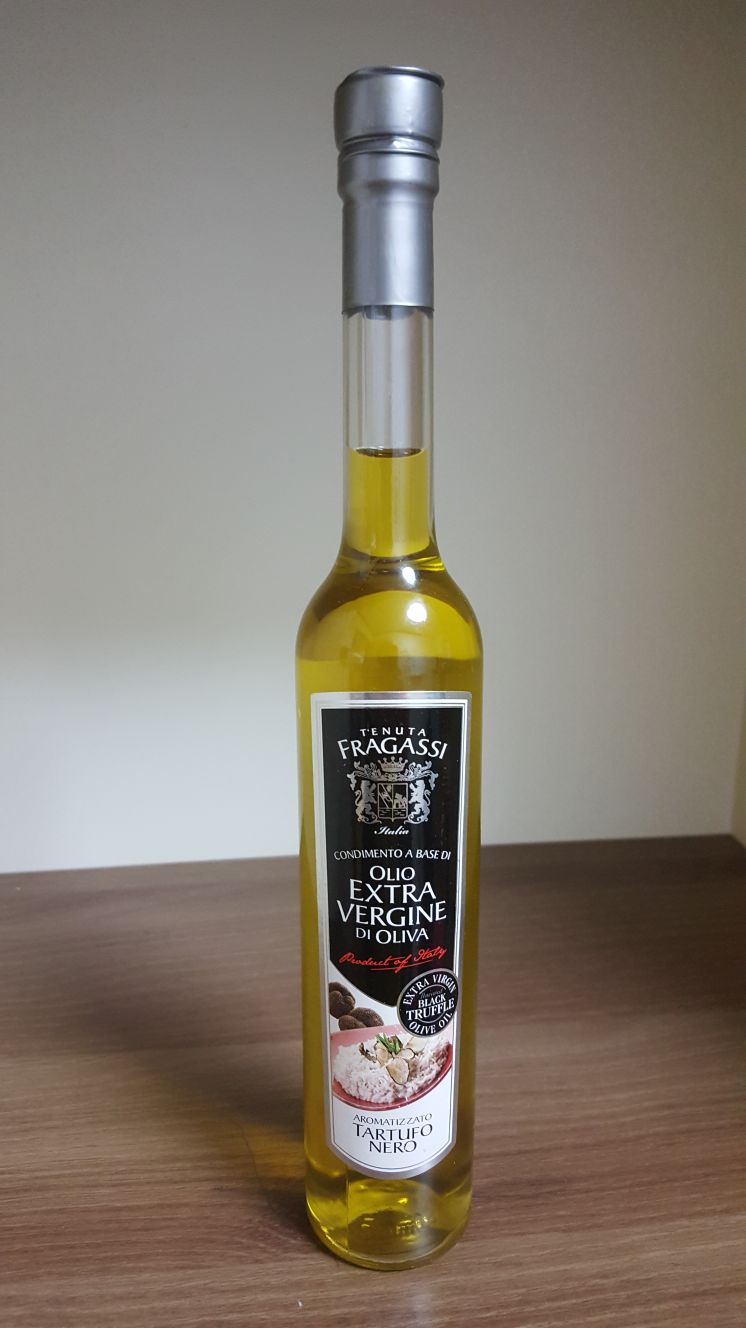 TENUTA
FRAGASSI
Italia
CONDIMENTO A BASE DI
OLIO
EXTRA
VERGINE
DI OLIVA
Product of Italy
EXTRA VIRGIN
flavoured
BLACK
TRUFFLE
OLIVE OIL
AROMATIZZATO
TARTUFO
NERO